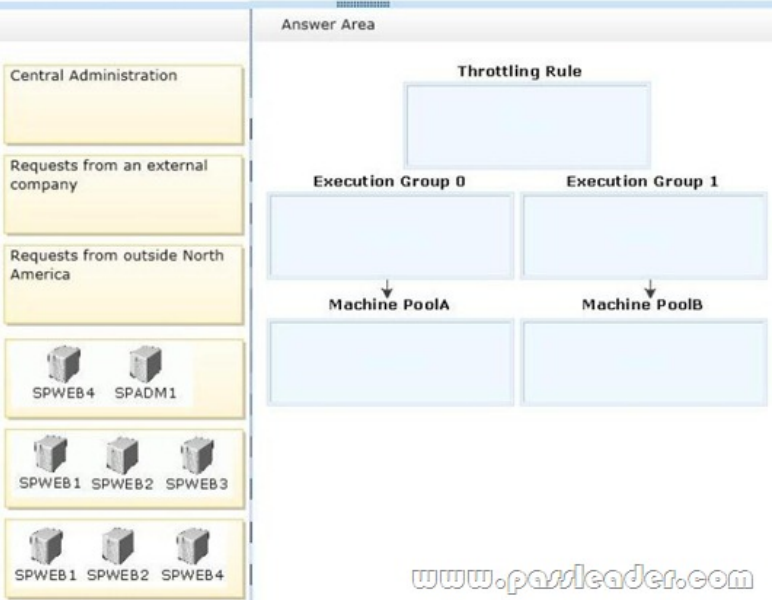 Answer Area
Central Administration
Requests from an external
company
Requests from outside North
America
SPWEB4 SPADM1
SPWEB1 SPWEB2 SPWEB3
SPWEB1 SPWEB2 SPWEB4
Throttling Rule
Execution Group 0 Execution Group 1
Machine PoolA Machine PoolB
www.passleader.com